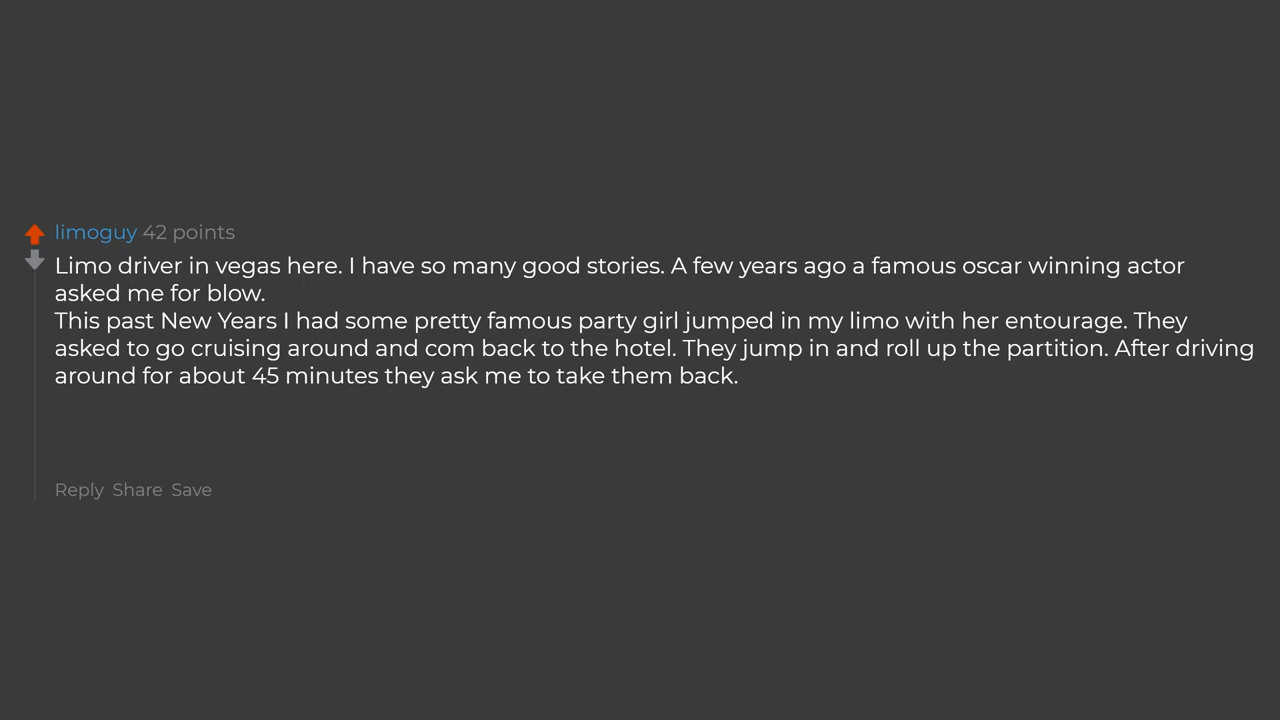 limoguy 42 points
Limo driver in vegas here. I have so many good stories. A few years ago a famous oscar winning actor
asked me for blow.
This past New Years I had some pretty famous party girl jumped in my limo with her entourage. They
asked to go cruising around and com back to the hotel. They jump in and roll up the partition. After driving
around for about 45 minutes they ask me to take them back.
Reply Share Save